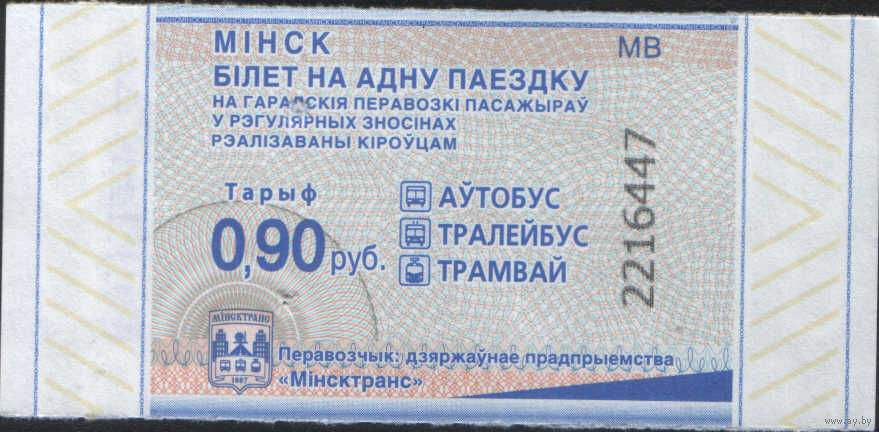 МІНСК
МВ
БІЛЕТ НА АДНУ ПАЕЗДКУ
НА ГАРАДСКІЯ ПЕРАВОЗКІ ПАСАЖЫРАЎ
У РЭГУЛЯРНЫХ ЗНОСІНАХ
РЭАЛІЗАВАНЫ КІРОЎЦАМ
Тарыф
0,90 руб.
АЎТОБУС
ТРАЛЕЙБУС
ТРАМВАЙ
2216447
МІНСКТРАНС
Перавозчык: дзяржаўнае прадпрыемства
«Мінсктранс»
www.ay.by